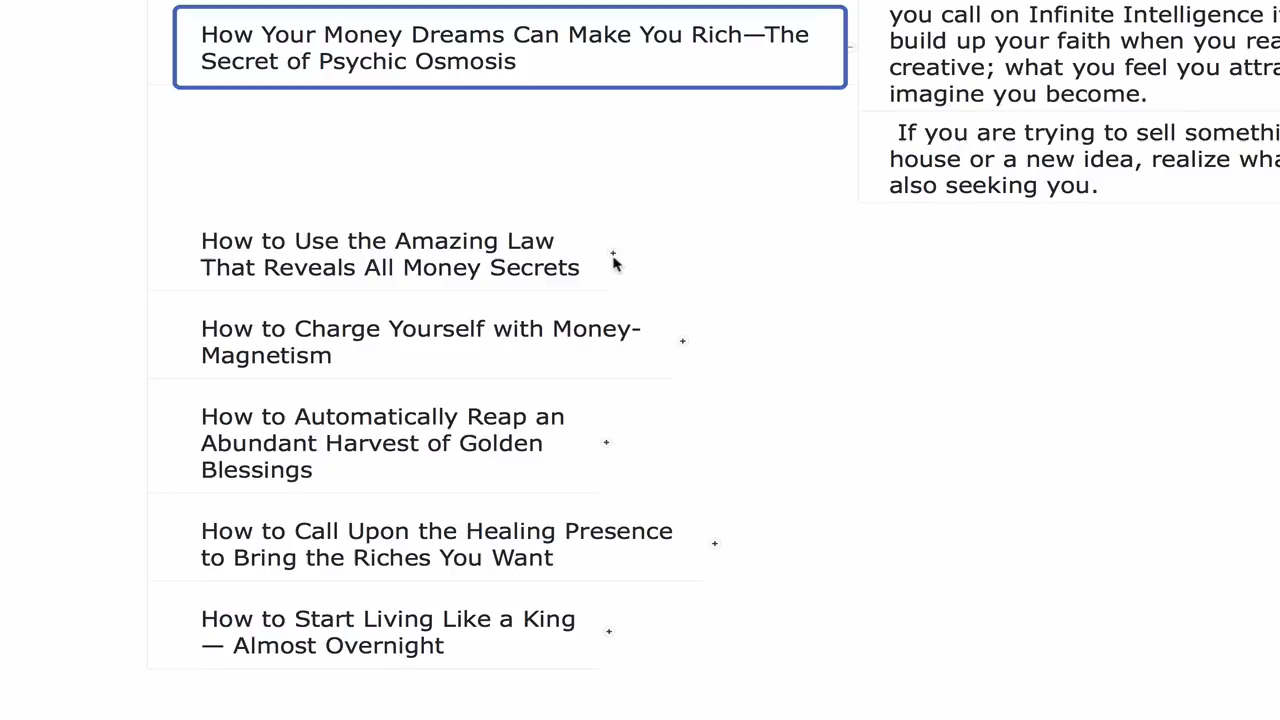 How Your Money Dreams Can Make You Rich—The
Secret of Psychic Osmosis
you call on Infinite Intelligence
build up your faith when you
creative; what you feel you
imagine you become.
If you are trying to sell
house or a new idea, realize
also seeking you.
How to Use the Amazing Law
That Reveals All Money Secrets
How to Charge Yourself with Money-
Magnetism
How to Automatically Reap an
Abundant Harvest of Golden
Blessings
How to Call Upon the Healing Presence
to Bring the Riches You Want
How to Start Living Like a King
— Almost Overnight